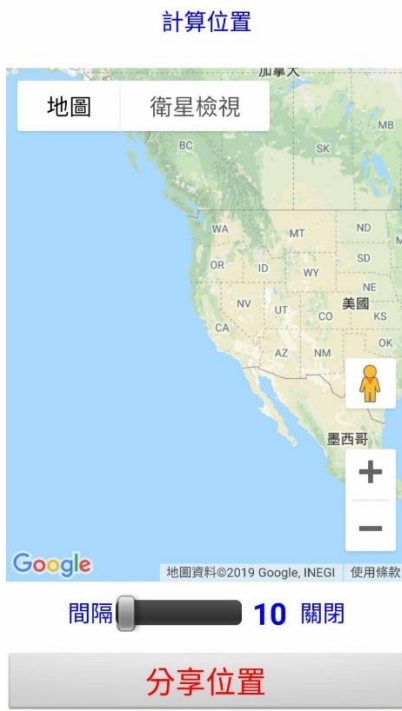 計算位置
加拿大
地圖 衛星檢視
MB
BC
SK
WA
MT
ND
OR
ID
SD
WY
NE
NV
UT
美國
CO
KS
CA
OK
AZ
NM
墨西哥
+
−
Google
地圖資料©2019 Google, INEGI 使用條款
間隔 10 關閉
分享位置